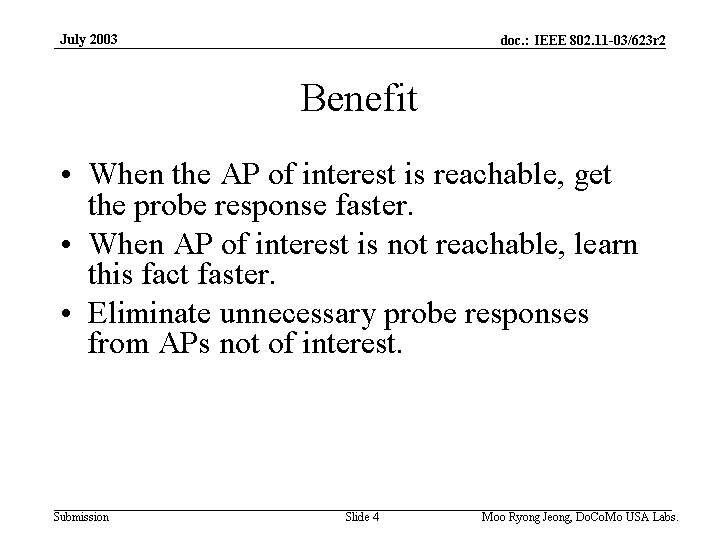 July 2003
doc. : IEEE 802. 11-03/623r2
Benefit
• When the AP of interest is reachable, get
the probe response faster.
• When AP of interest is not reachable, learn
this fact faster.
• Eliminate unnecessary probe responses
from APs not of interest.
Submission
Slide 4
Moo Ryong Jeong, DoCoMo USA Labs.